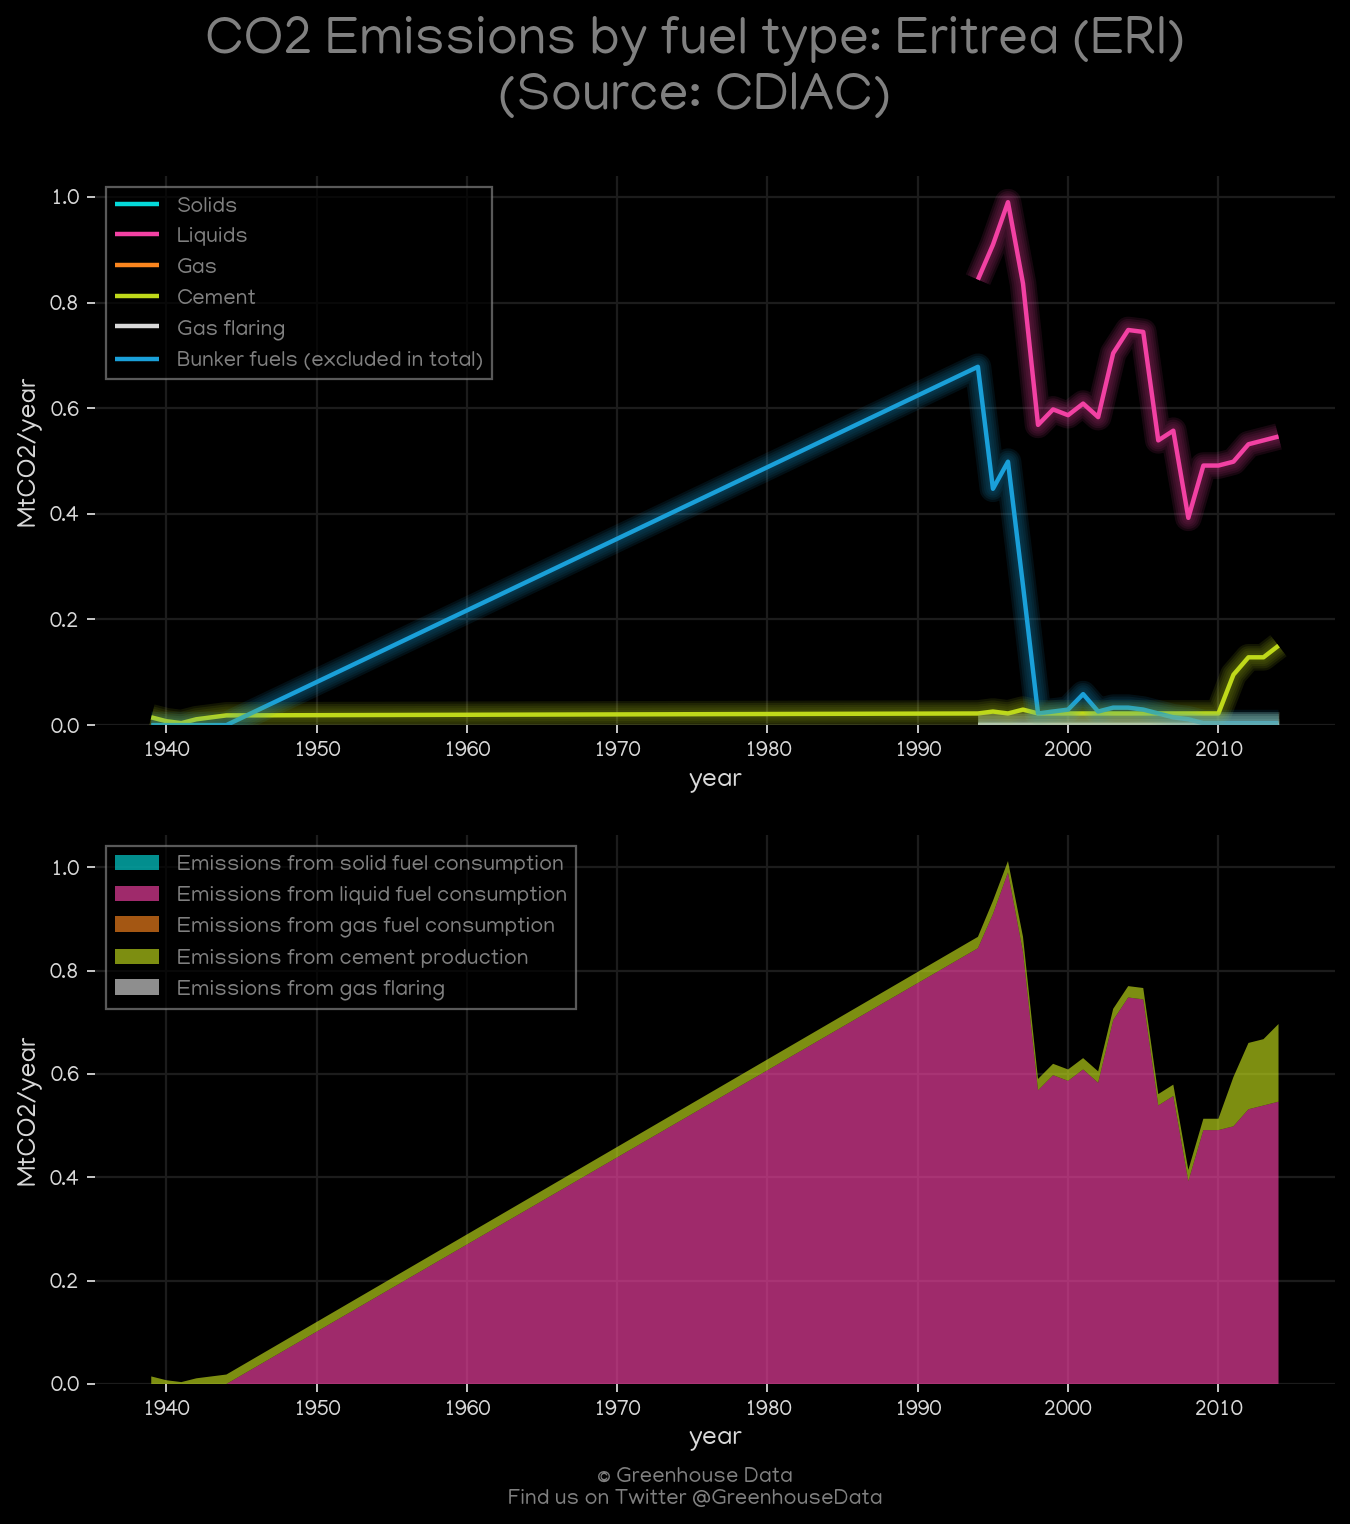 CO2 Emissions by fuel type: Eritrea (ERI)
(Source: CDIAC)
1.0
0.8
0.6
0.4
0.2
0.0
MtCO2/year
Solids
Liquids
Gas
Cement
Gas flaring
Bunker fuels (excluded in total)
1940 1950 1960 1970 1980 1990 2000 2010
year
1.0
0.8
0.6
0.4
0.2
0.0
MtCO2/year
Emissions from solid fuel consumption
Emissions from liquid fuel consumption
Emissions from gas fuel consumption
Emissions from cement production
Emissions from gas flaring
1940 1950 1960 1970 1980 1990 2000 2010
year
© Greenhouse Data
Find us on Twitter @GreenhouseData